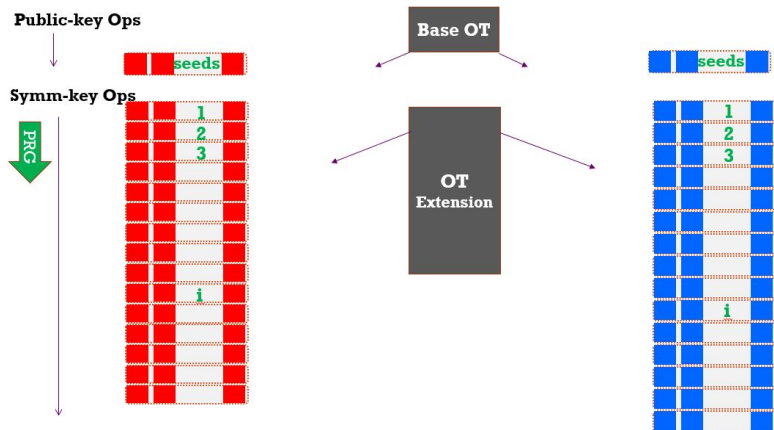 Public-key Ops
Base OT
seeds
seeds
Symm-key Ops
PRG
1
2
3
i
OT
Extension
1
2
3
i